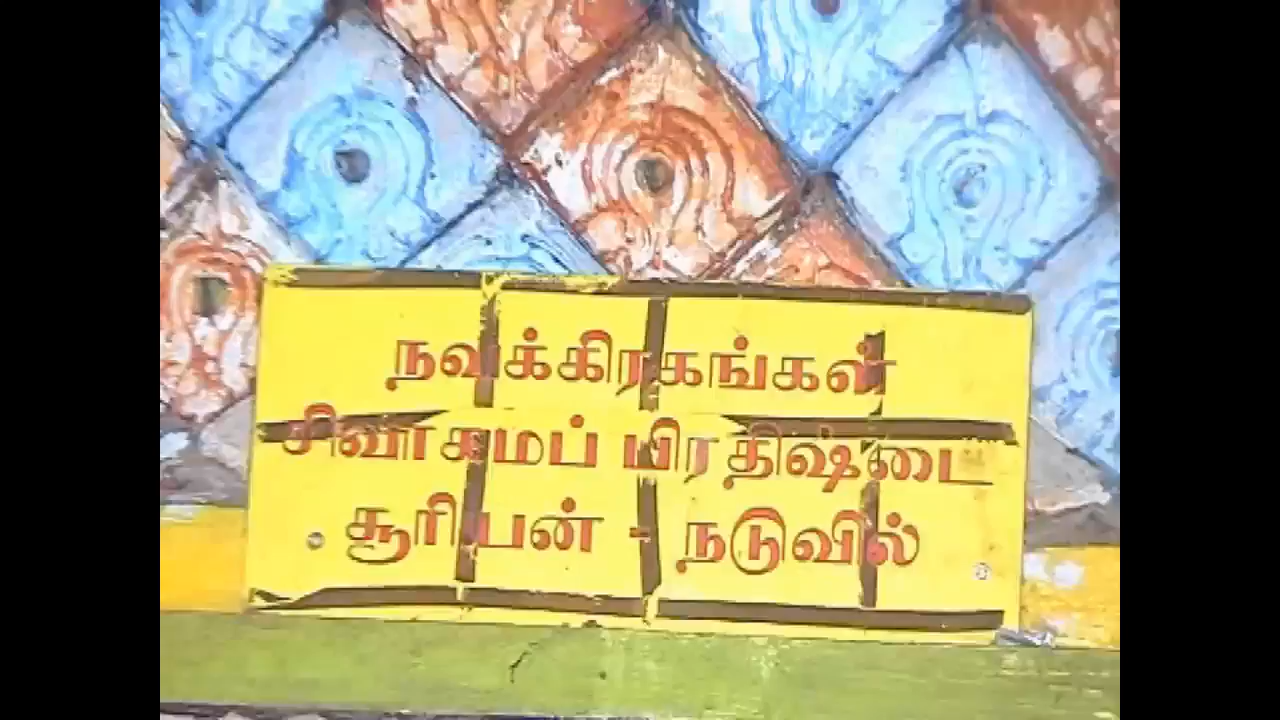 நவக்கிரகங்கள்
சிவாகமப் பிரதிஷ்டை
சூரியன் - நடுவில்